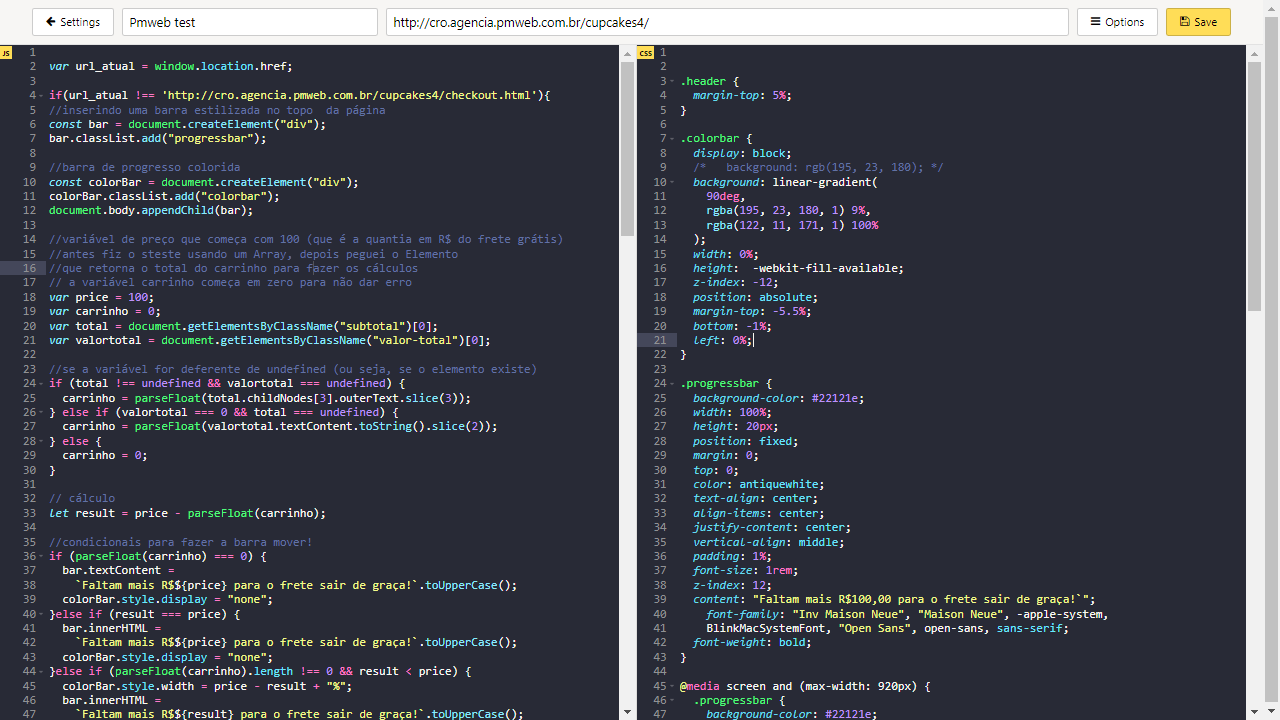 Settings
Pmweb test
http://cro.agencia.pmweb.com.br/cupcakes4/
Options
Save
JS
1
2 var url_atual = window.location.href;
3
4 if(url_atual !== 'http://cro.agencia.pmweb.com.br/cupcakes4/checkout.html'){
5 //inserindo uma barra estilizada no topo  da página
6 const bar = document.createElement("div");
7 bar.classList.add("progressbar");
8
9 //barra de progresso colorida
10 const colorBar = document.createElement("div");
11 colorBar.classList.add("colorbar");
12 document.body.appendChild(bar);
13
14 //variável de preço que começa com 100 (que é a quantia em R$ do frete grátis)
15 //antes fiz o steste usando um Array, depois peguei o Elemento
16 //que retorna o total do carrinho para fazer os cálculos
17 // a variável carrinho começa em zero para não dar erro
18 var price = 100;
19 var carrinho = 0;
20 var total = document.getElementsByClassName("subtotal")[0];
21 var valortotal = document.getElementsByClassName("valor-total")[0];
22
23 //se a variável for deferente de undefined (ou seja, se o elemento existe)
24 if (total !== undefined && valortotal === undefined) {
25   carrinho = parseFloat(total.childNodes[3].outerText.slice(3));
26 } else if (valortotal === 0 && total === undefined) {
27   carrinho = parseFloat(valortotal.textContent.toString().slice(2));
28 } else {
29   carrinho = 0;
30 }
31
32 // cálculo
33 let result = price - parseFloat(carrinho);
34
35 //condicionais para fazer a barra mover!
36 if (parseFloat(carrinho) === 0) {
37   bar.textContent =
38     `Faltam mais R$${price} para o frete sair de graça!`.toUpperCase();
39   colorBar.style.display = "none";
40 }else if (result === price) {
41   bar.innerHTML =
42     `Faltam mais R$${price} para o frete sair de graça!`.toUpperCase();
43   colorBar.style.display = "none";
44 }else if (parseFloat(carrinho).length !== 0 && result < price) {
45   colorBar.style.width = price - result + "%";
46   bar.innerHTML =
47     `Faltam mais R$${result} para o frete sair de graça!`.toUpperCase();
CSS
1
2
3 .header {
4   margin-top: 5%;
5 }
6
7 .colorbar {
8   display: block;
9   /*   background: rgb(195, 23, 180); */
10   background: linear-gradient(
11     90deg,
12     rgba(195, 23, 180, 1) 9%,
13     rgba(122, 11, 171, 1) 100%
14   );
15   width: 0%;
16   height:  -webkit-fill-available;
17   z-index: -12;
18   position: absolute;
19   margin-top: -5.5%;
20   bottom: -1%;
21   left: 0%;
22 }
23
24 .progressbar {
25   background-color: #22121e;
26   width: 100%;
27   height: 20px;
28   position: fixed;
29   margin: 0;
30   top: 0;
31   color: antiquewhite;
32   text-align: center;
33   align-items: center;
34   justify-content: center;
35   vertical-align: middle;
36   padding: 1%;
37   font-size: 1rem;
38   z-index: 12;
39   content: "Faltam mais R$100,00 para o frete sair de graça!`";
40     font-family: "Inv Maison Neue", "Maison Neue", -apple-system,
41     BlinkMacSystemFont, "Open Sans", open-sans, sans-serif;
42   font-weight: bold;
43 }
44
45 @media screen and (max-width: 920px) {
46   .progressbar {
47     background-color: #22121e;